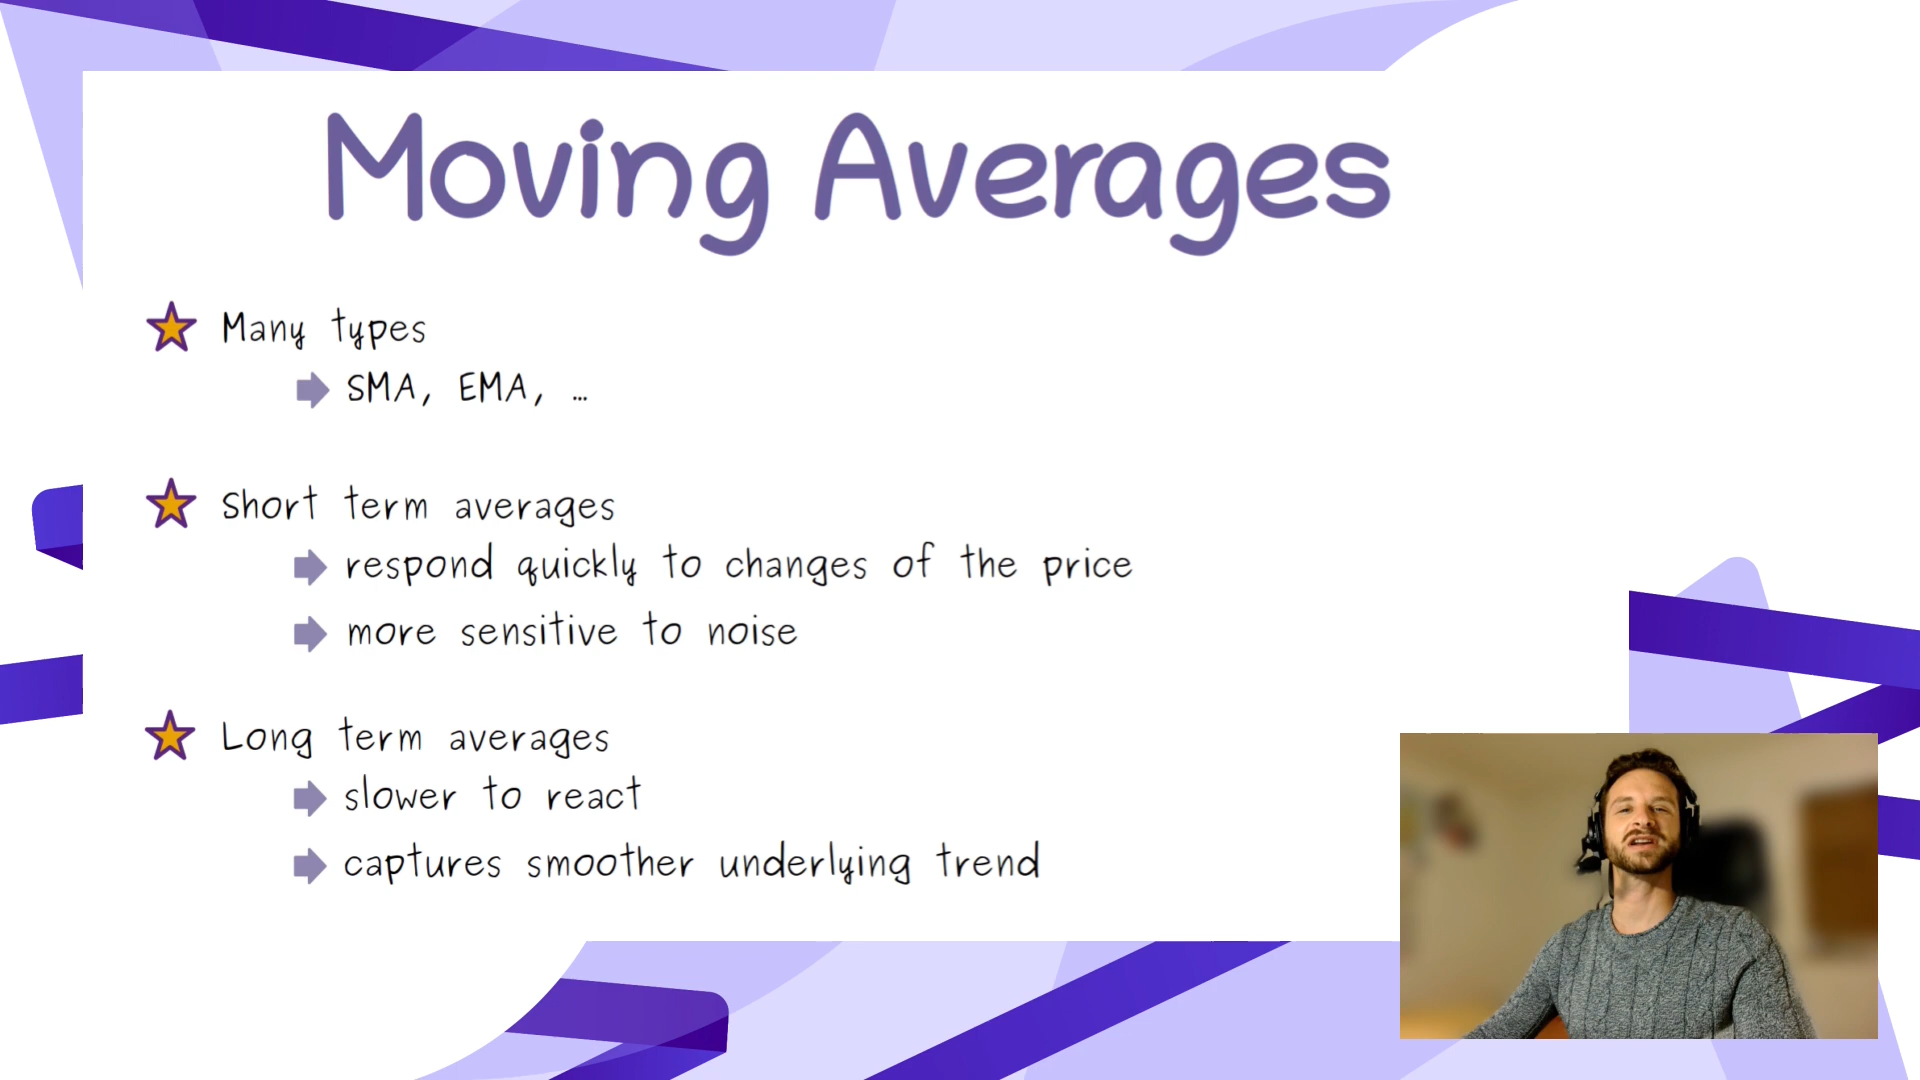 Moving Averages
Many types
SMA, EMA, ...
Short term averages
respond quickly to changes of the price
more sensitive to noise
Long term averages
slower to react
captures smoother underlying trend